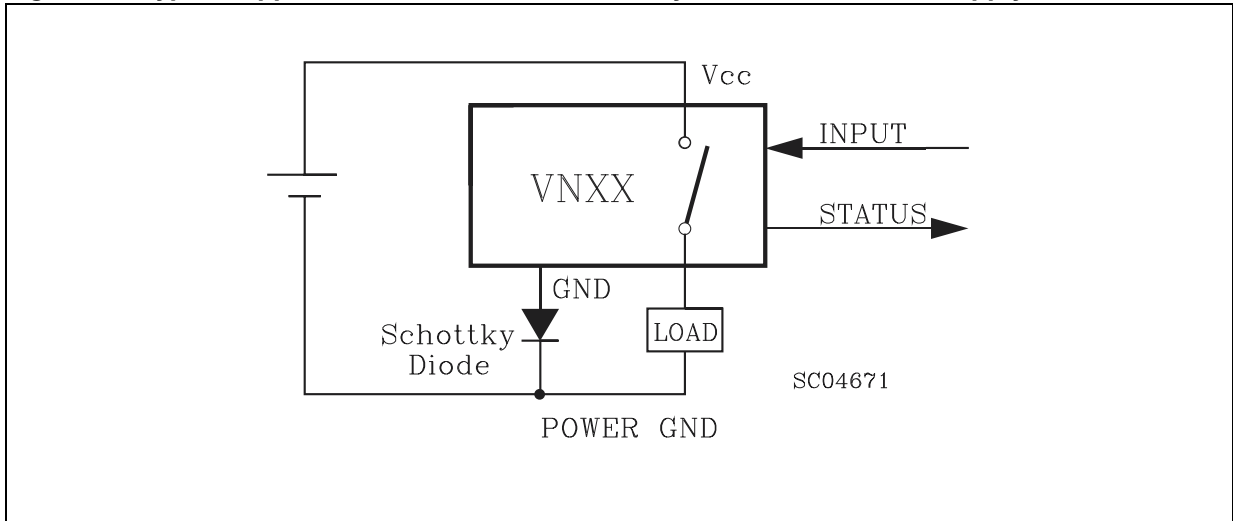 Vcc
INPUT
VNXX
STATUS
GND
Schottky
Diode
LOAD
SC04671
POWER GND